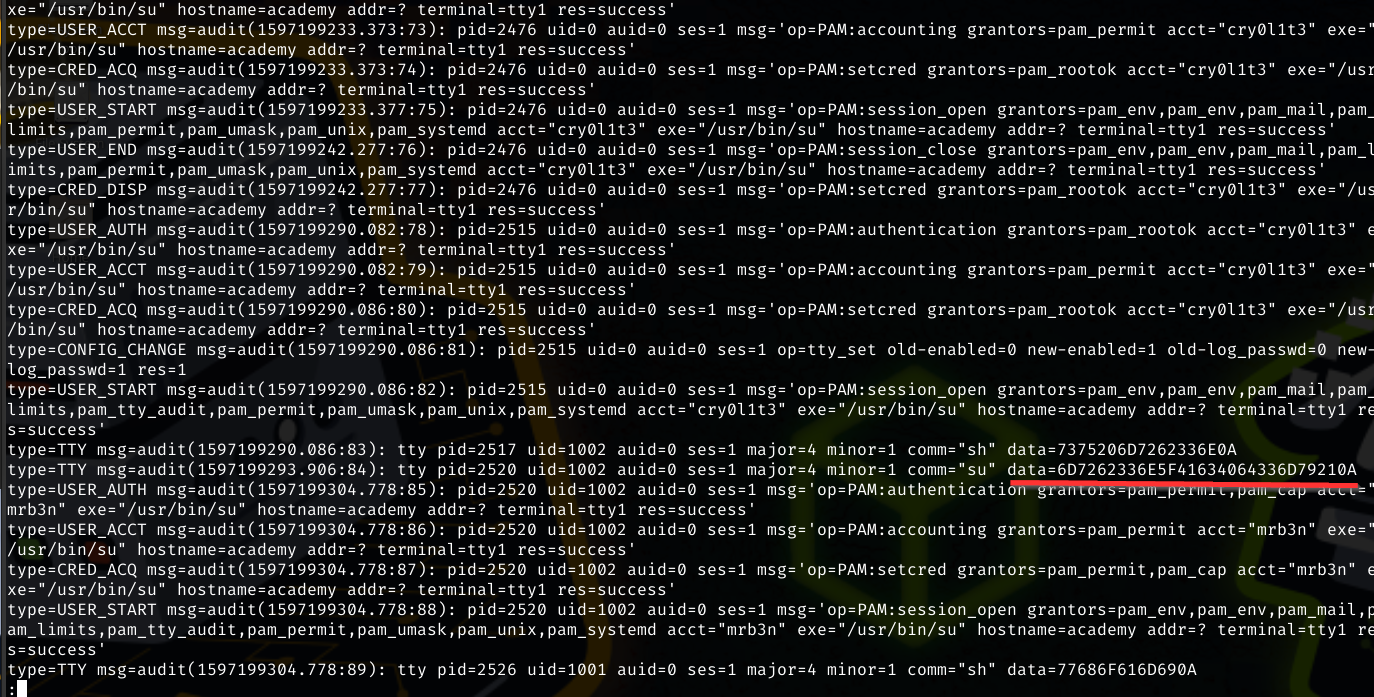 xe="/usr/bin/su" hostname=academy addr=? terminal=tty1 res=success'
type=USER_ACCT msg=audit(1597199233.373:73): pid=2476 uid=0 auid=0 ses=1 msg='op=PAM:accounting grantors=pam_permit acct="cry0l1t3" exe="
/usr/bin/su" hostname=academy addr=? terminal=tty1 res=success'
type=CRED_ACQ msg=audit(1597199233.373:74): pid=2476 uid=0 auid=0 ses=1 msg='op=PAM:setcred grantors=pam_rootok acct="cry0l1t3" exe="/usr
/bin/su" hostname=academy addr=? terminal=tty1 res=success'
type=USER_START msg=audit(1597199233.377:75): pid=2476 uid=0 auid=0 ses=1 msg='op=PAM:session_open grantors=pam_env,pam_env,pam_mail,pam_
limits,pam_permit,pam_umask,pam_unix,pam_systemd acct="cry0l1t3" exe="/usr/bin/su" hostname=academy addr=? terminal=tty1 res=success'
type=USER_END msg=audit(1597199242.277:76): pid=2476 uid=0 auid=0 ses=1 msg='op=PAM:session_close grantors=pam_env,pam_env,pam_mail,pam_l
imits,pam_permit,pam_umask,pam_unix,pam_systemd acct="cry0l1t3" exe="/usr/bin/su" hostname=academy addr=? terminal=tty1 res=success'
type=CRED_DISP msg=audit(1597199242.277:77): pid=2476 uid=0 auid=0 ses=1 msg='op=PAM:setcred grantors=pam_rootok acct="cry0l1t3" exe="/us
r/bin/su" hostname=academy addr=? terminal=tty1 res=success'
type=USER_AUTH msg=audit(1597199290.082:78): pid=2515 uid=0 auid=0 ses=1 msg='op=PAM:authentication grantors=pam_rootok acct="cry0l1t3" e
xe="/usr/bin/su" hostname=academy addr=? terminal=tty1 res=success'
type=USER_ACCT msg=audit(1597199290.082:79): pid=2515 uid=0 auid=0 ses=1 msg='op=PAM:accounting grantors=pam_permit acct="cry0l1t3" exe="
/usr/bin/su" hostname=academy addr=? terminal=tty1 res=success'
type=CRED_ACQ msg=audit(1597199290.086:80): pid=2515 uid=0 auid=0 ses=1 msg='op=PAM:setcred grantors=pam_rootok acct="cry0l1t3" exe="/usr
/bin/su" hostname=academy addr=? terminal=tty1 res=success'
type=CONFIG_CHANGE msg=audit(1597199290.086:81): pid=2515 uid=0 auid=0 ses=1 op=tty_set old-enabled=0 new-enabled=1 old-log_passwd=0 new-
log_passwd=1 res=1
type=USER_START msg=audit(1597199290.086:82): pid=2515 uid=0 auid=0 ses=1 msg='op=PAM:session_open grantors=pam_env,pam_env,pam_mail,pam_
limits,pam_tty_audit,pam_permit,pam_umask,pam_unix,pam_systemd acct="cry0l1t3" exe="/usr/bin/su" hostname=academy addr=? terminal=tty1 re
s=success'
type=TTY msg=audit(1597199290.086:83): tty pid=2517 uid=1002 auid=0 ses=1 major=4 minor=1 comm="sh" data=7375206D7262336E0A
type=TTY msg=audit(1597199293.906:84): tty pid=2520 uid=1002 auid=0 ses=1 major=4 minor=1 comm="su" data=6D7262336E5F41634064336D79210A
type=USER_AUTH msg=audit(1597199304.778:85): pid=2520 uid=1002 auid=0 ses=1 msg='op=PAM:authentication grantors=pam_permit,pam_cap acct="
mrb3n" exe="/usr/bin/su" hostname=academy addr=? terminal=tty1 res=success'
type=USER_ACCT msg=audit(1597199304.778:86): pid=2520 uid=1002 auid=0 ses=1 msg='op=PAM:accounting grantors=pam_permit acct="mrb3n" exe="
/usr/bin/su" hostname=academy addr=? terminal=tty1 res=success'
type=CRED_ACQ msg=audit(1597199304.778:87): pid=2520 uid=1002 auid=0 ses=1 msg='op=PAM:setcred grantors=pam_permit,pam_cap acct="mrb3n" e
xe="/usr/bin/su" hostname=academy addr=? terminal=tty1 res=success'
type=USER_START msg=audit(1597199304.778:88): pid=2520 uid=1002 auid=0 ses=1 msg='op=PAM:session_open grantors=pam_env,pam_env,pam_mail,p
am_limits,pam_tty_audit,pam_permit,pam_umask,pam_unix,pam_systemd acct="mrb3n" exe="/usr/bin/su" hostname=academy addr=? terminal=tty1 re
s=success'
type=TTY msg=audit(1597199304.778:89): tty pid=2526 uid=1001 auid=0 ses=1 major=4 minor=1 comm="sh" data=77686F616D690A
: